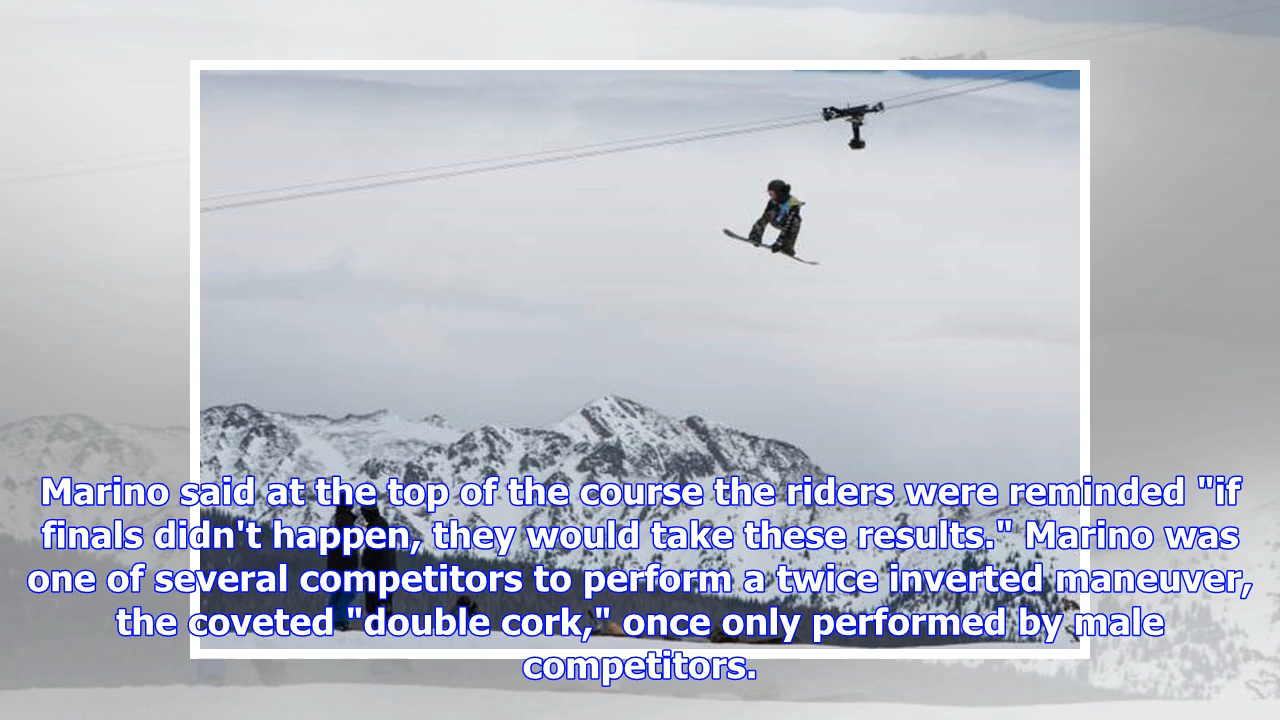 Marino said at the top of the course the riders were reminded "if
finals didn't happen, they would take these results." Marino was
one of several competitors to perform a twice inverted maneuver,
the coveted "double cork," once only performed by male
competitors.